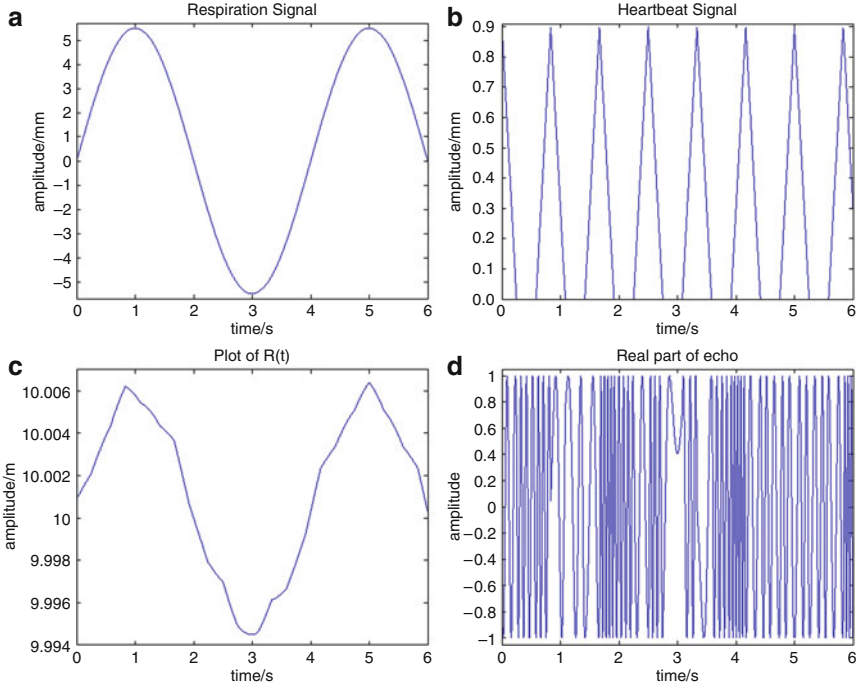 a
Respiration Signal
5
4
3
2
1
0
−1
−2
−3
−4
−5
amplitude/mm
0 1 2 3 4 5 6
time/s
b
Heartbeat Signal
0.9
0.8
0.7
0.6
0.5
0.4
0.3
0.2
0.1
0.0
amplitude/mm
0 1 2 3 4 5 6
time/s
c
Plot of R(t)
10.006
10.004
10.002
10
9.998
9.996
9.994
amplitude/m
0 1 2 3 4 5 6
time/s
d
Real part of echo
1
0.8
0.6
0.4
0.2
0
−0.2
−0.4
−0.6
−0.8
−1
amplitude
0 1 2 3 4 5 6
time/s